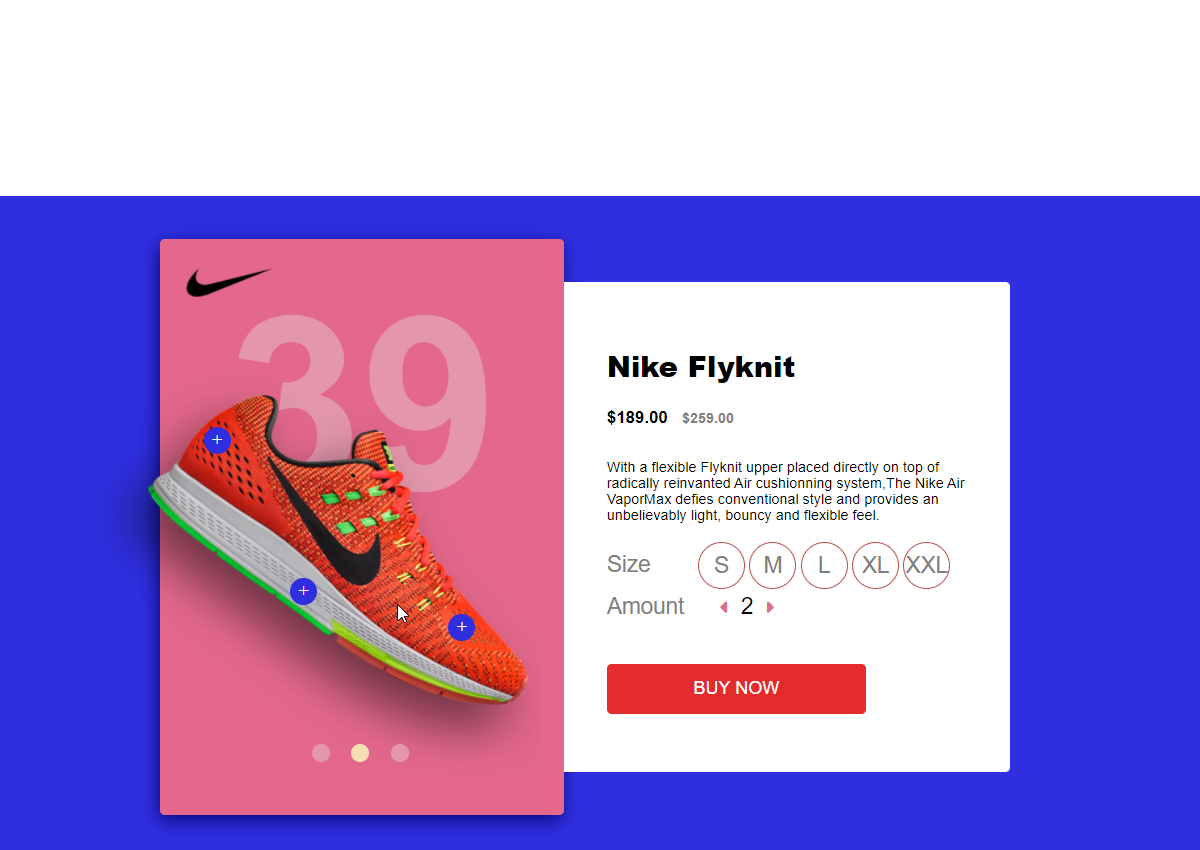 39
+
+
+
Nike Flyknit
$189.00 $259.00
With a flexible Flyknit upper placed directly on top of
radically reinvanted Air cushionning system,The Nike Air
VaporMax defies conventional style and provides an
unbelievably light, bouncy and flexible feel.
Size S M L XL XXL
Amount 2
BUY NOW